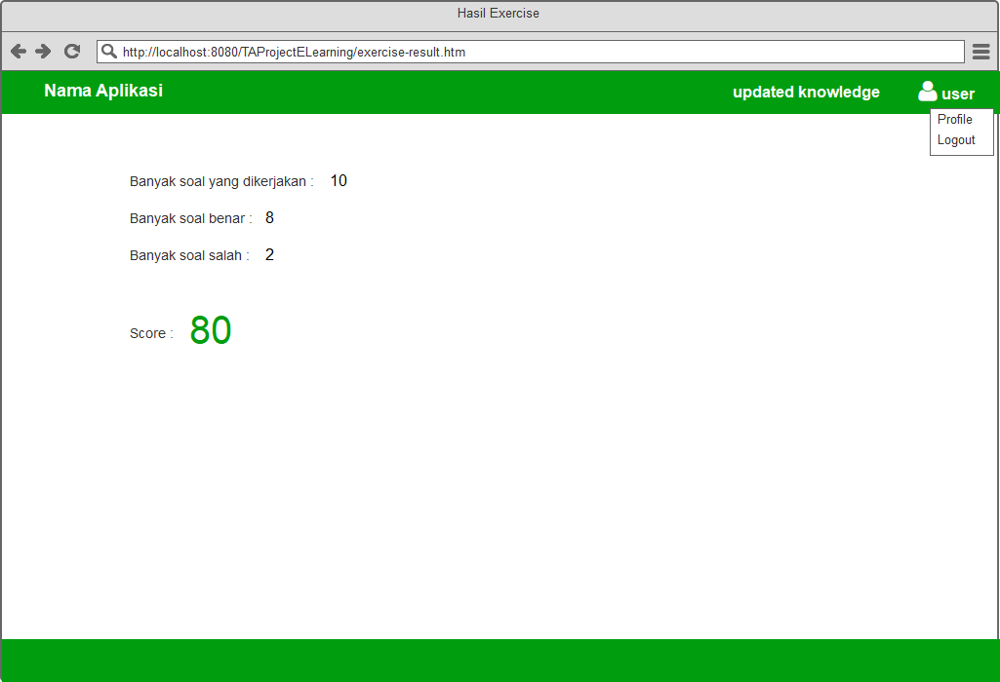 Hasil Exercise
http://localhost:8080/TAProjectELearning/exercise-result.htm
Nama Aplikasi
updated knowledge
user
Profile
Logout
Banyak soal yang dikerjakan : 10
Banyak soal benar : 8
Banyak soal salah : 2
Score : 80